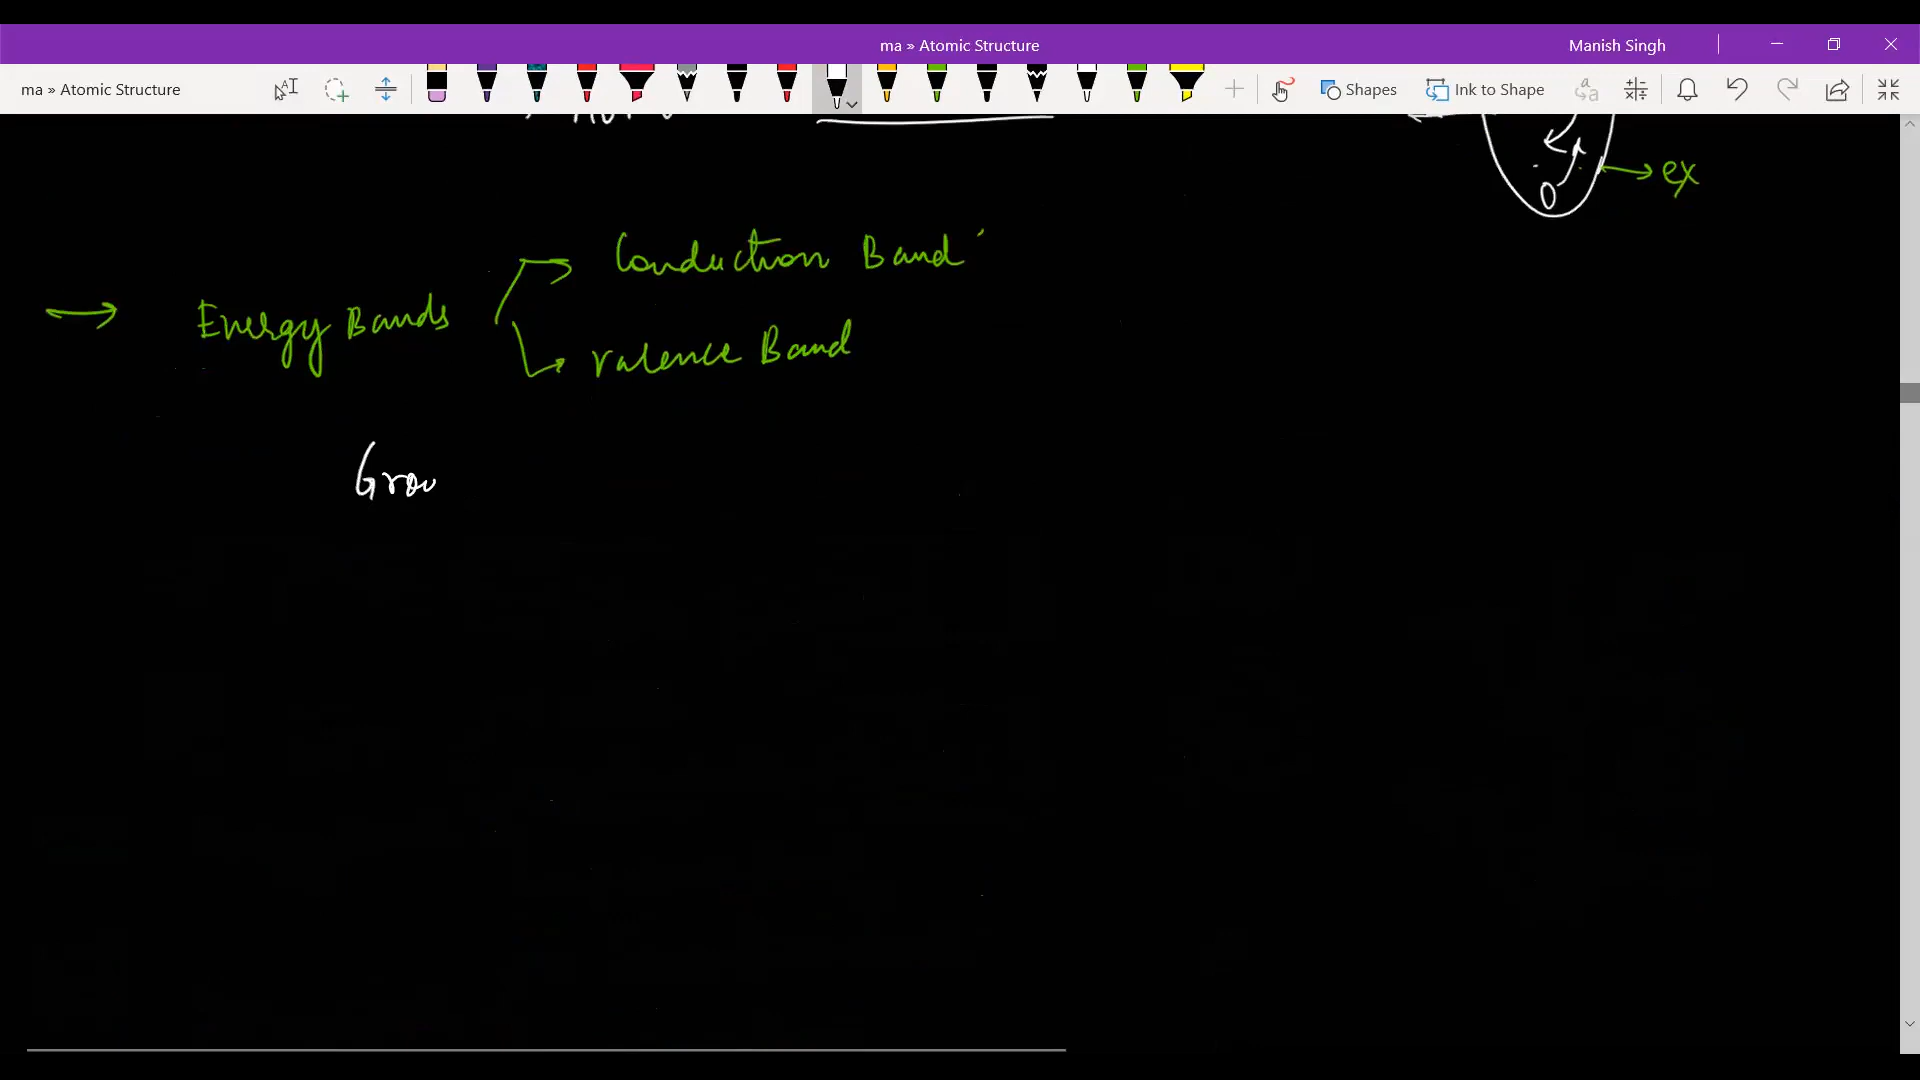 ma » Atomic Structure
Manish Singh
ma » Atomic Structure
Shapes
Ink to Shape
ex
Conduction Band
Energy Bands
Valence Band
Grou